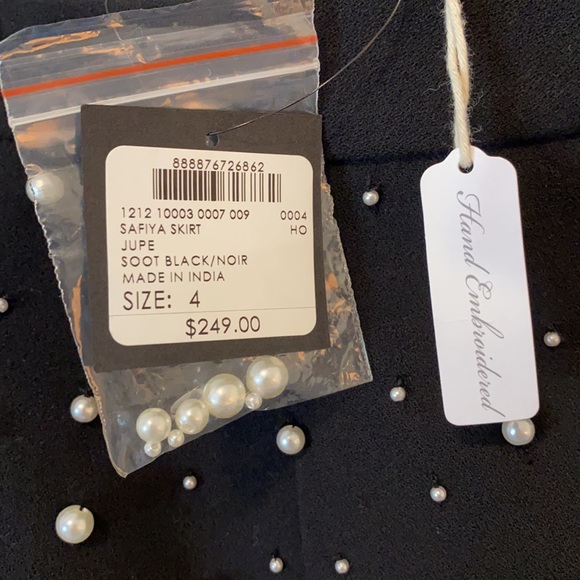 888876726862
1212 10003 0007 009 0004
SAFIYA SKIRT HO
JUPE
SOOT BLACK/NOIR
MADE IN INDIA
SIZE: 4
$249.00
Hand Embroidered